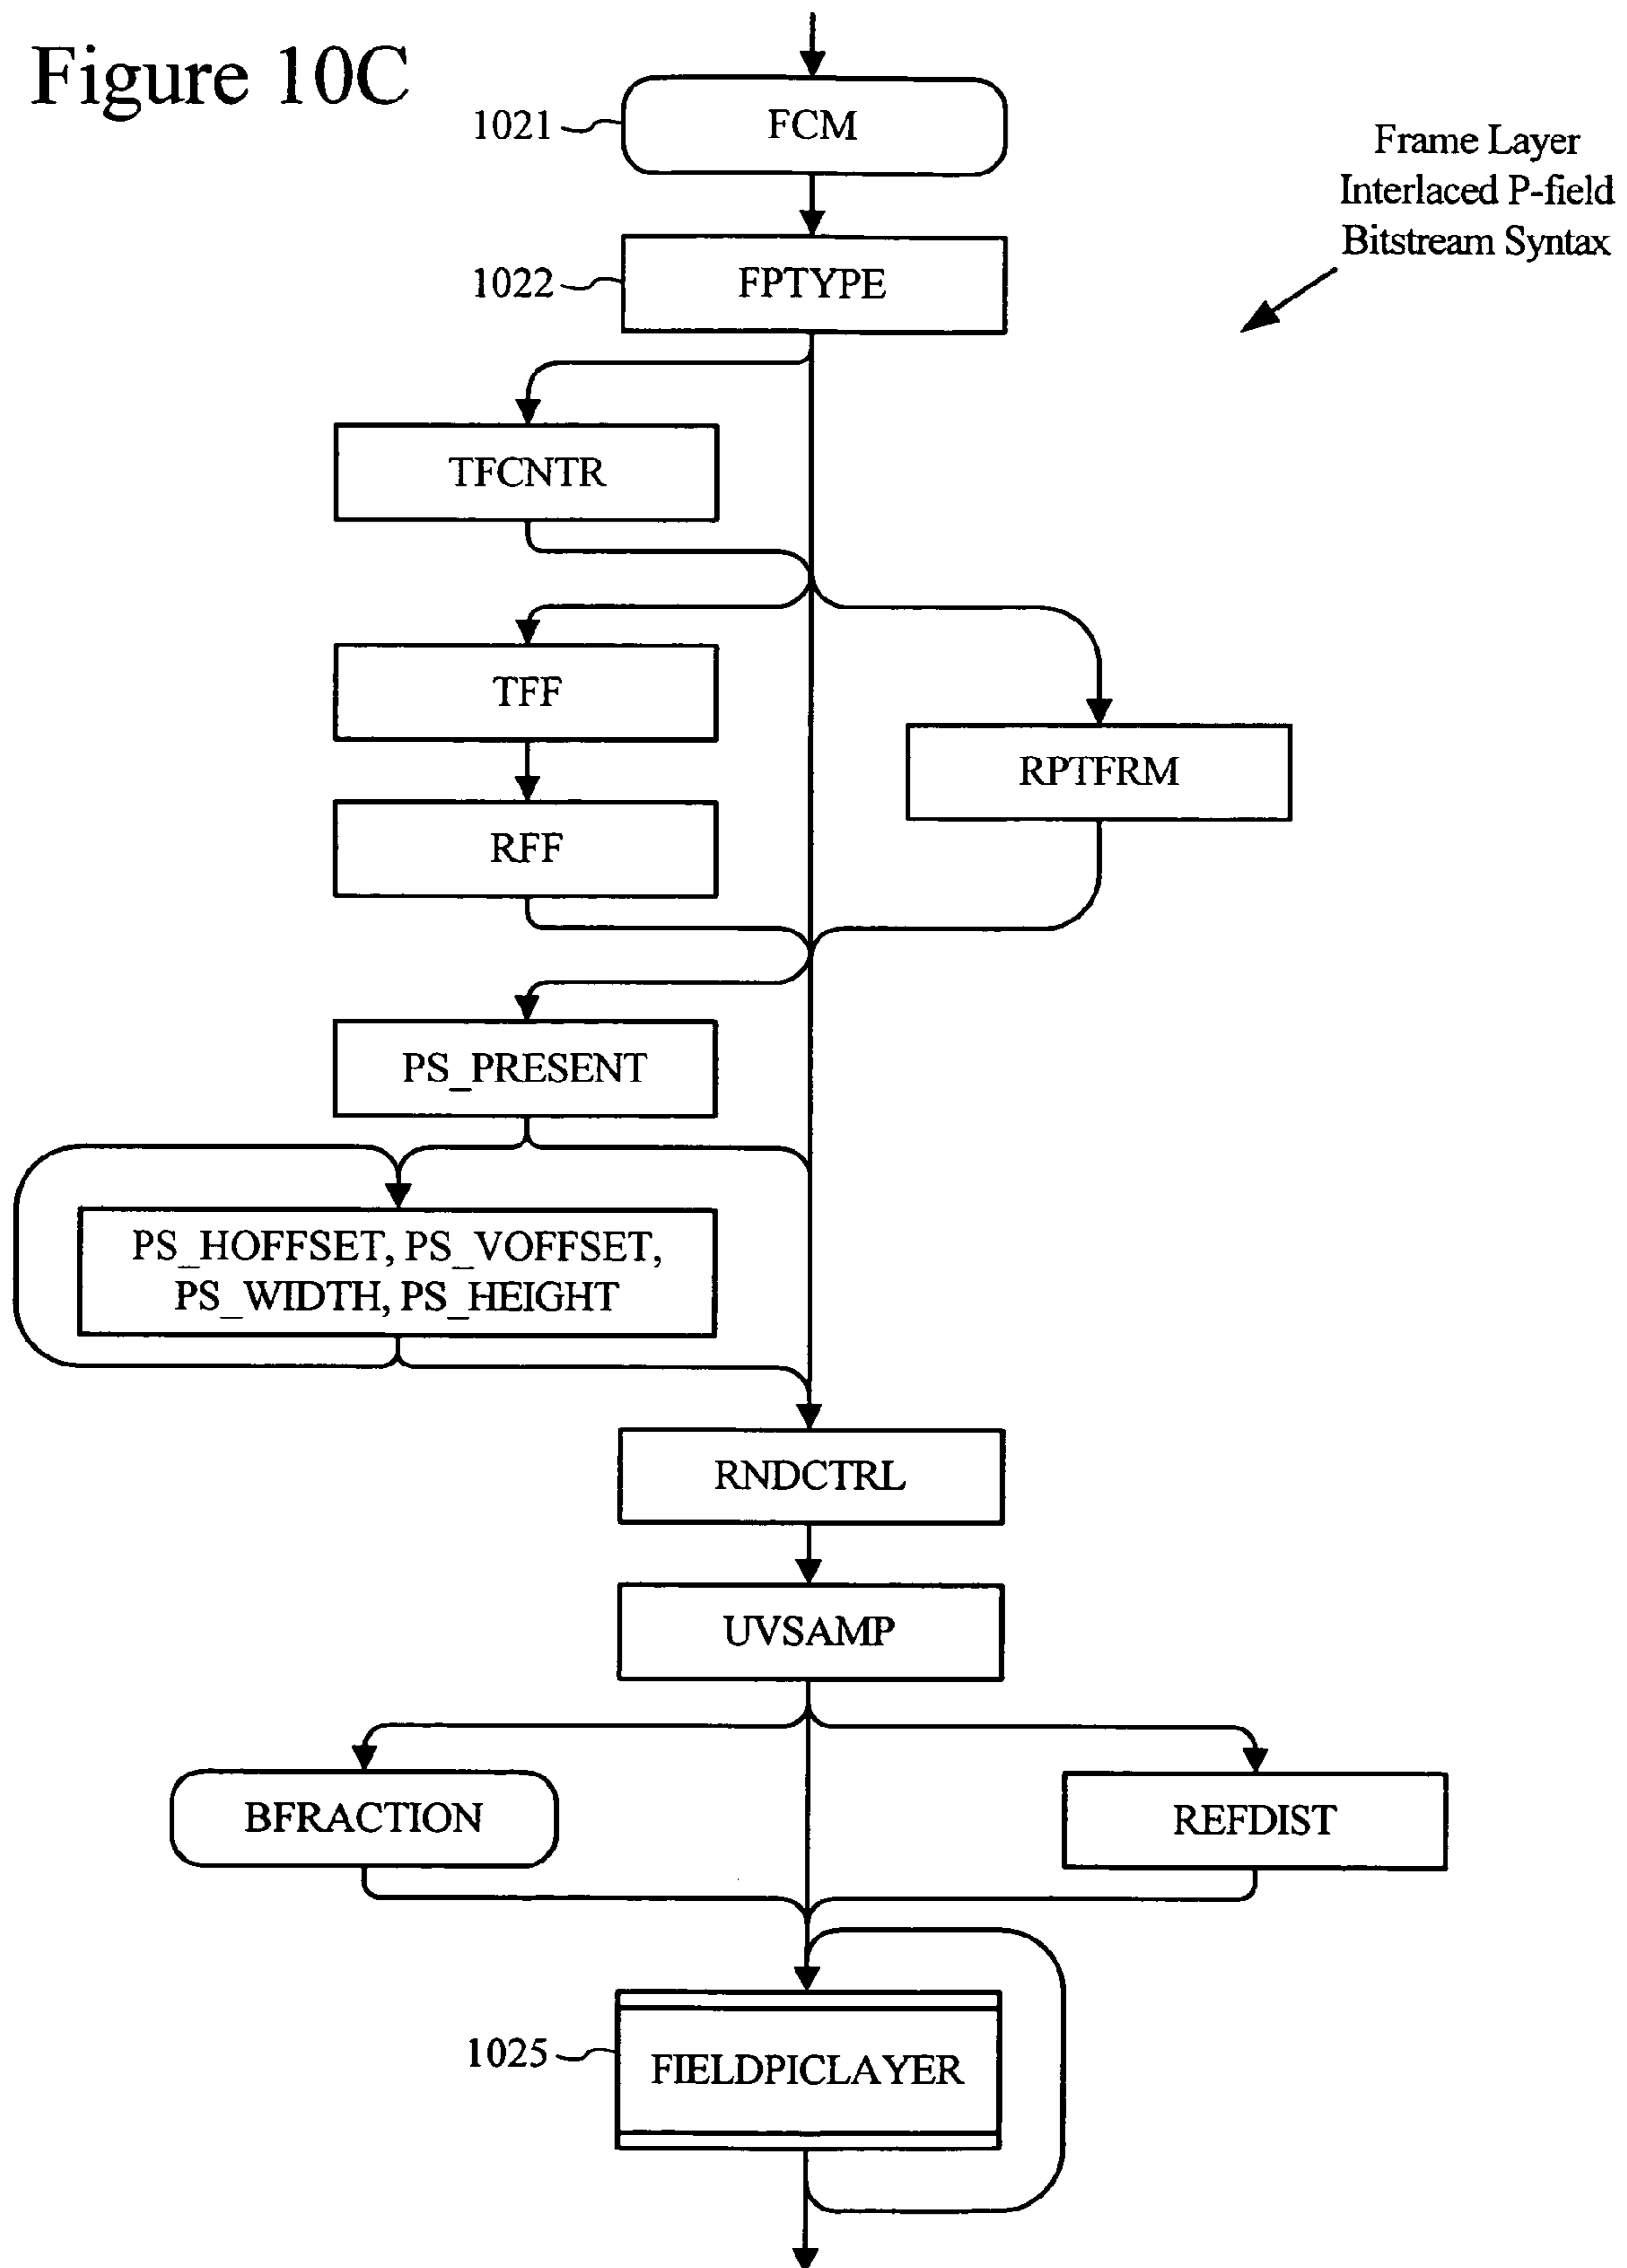 Figure 10C
1021
FCM
Frame Layer
Interlaced P-field
Bitstream Syntax
1022
FPTYPE
TFCNTR
TFF
RPTFRM
RFF
PS_PRESENT
PS_HOFFSET, PS_VOFFSET,
PS_WIDTH, PS_HEIGHT
RNDCTRL
UVSAMP
BFRACTION
REFDIST
1025
FIELDPICLAYER